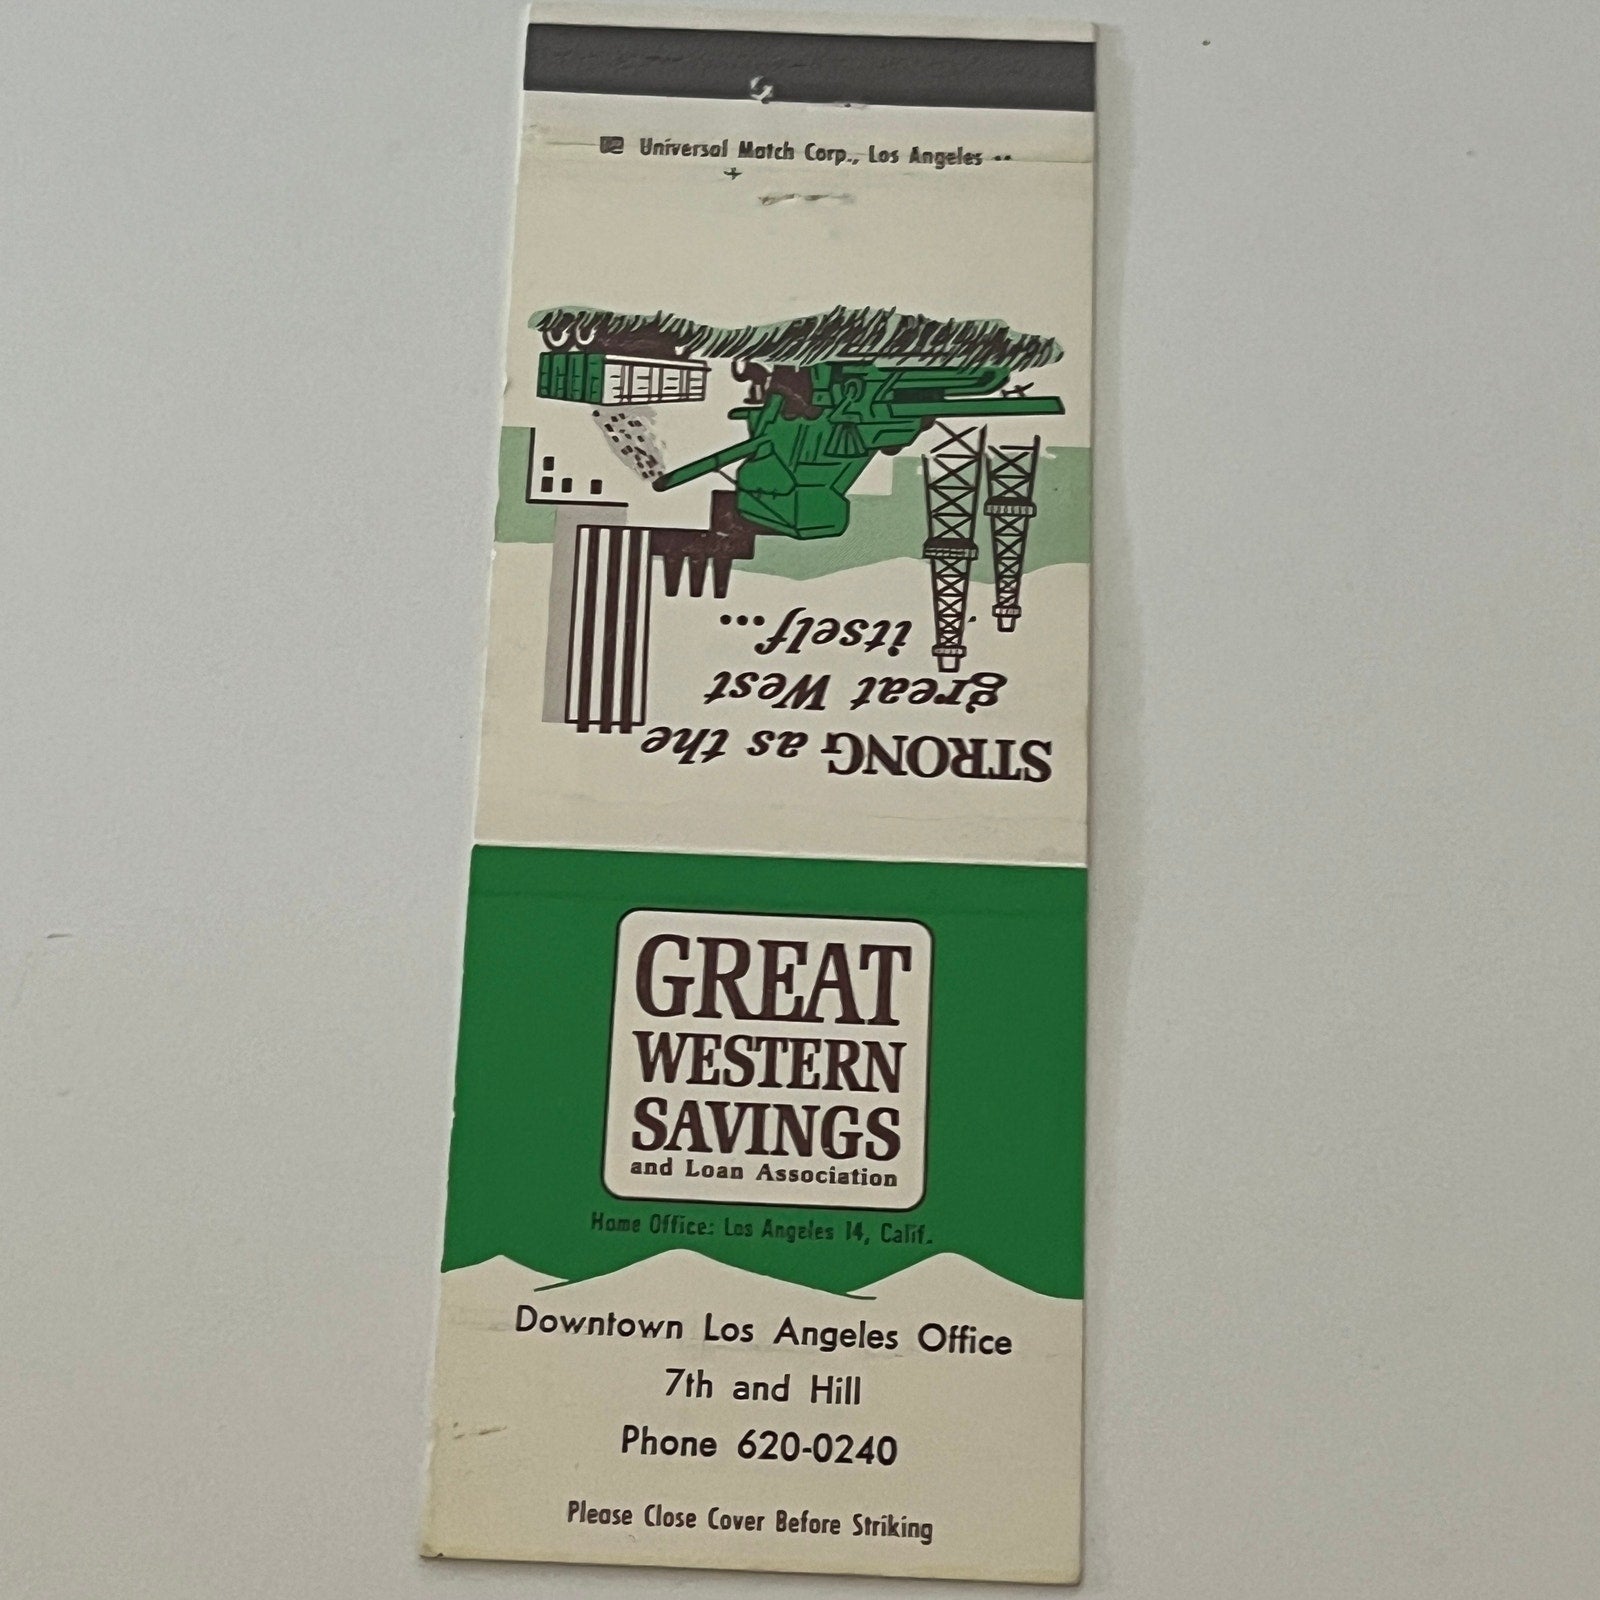 Universal Match Corp., Los Angeles
STRONG as the
great West
itself...
GREAT
WESTERN
SAVINGS
and Loan Association
Home Office: Los Angeles 14, Calif.
Downtown Los Angeles Office
7th and Hill
Phone 620-0240
Please Close Cover Before Striking